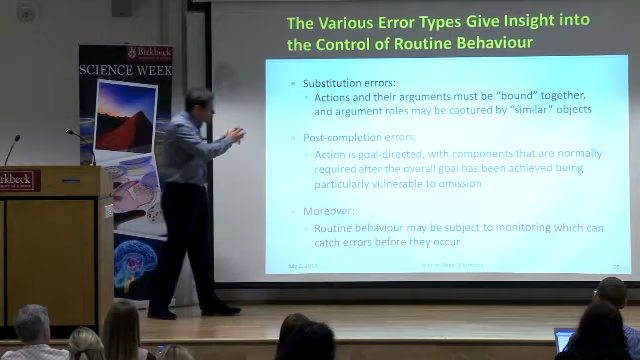 The Various Error Types Give Insight into
the Control of Routine Behaviour
Substitution errors:
Actions and their arguments must be "bound" together,
and argument roles may be captured by "similar" objects
Post-completion errors:
Action is goal-directed, with components that are normally
required after the overall goal has been achieved being
particularly vulnerable to omission
Moreover:
Routine behaviour may be subject to monitoring which can
catch errors before they occur
Birkbeck
SCIENCE WEEK